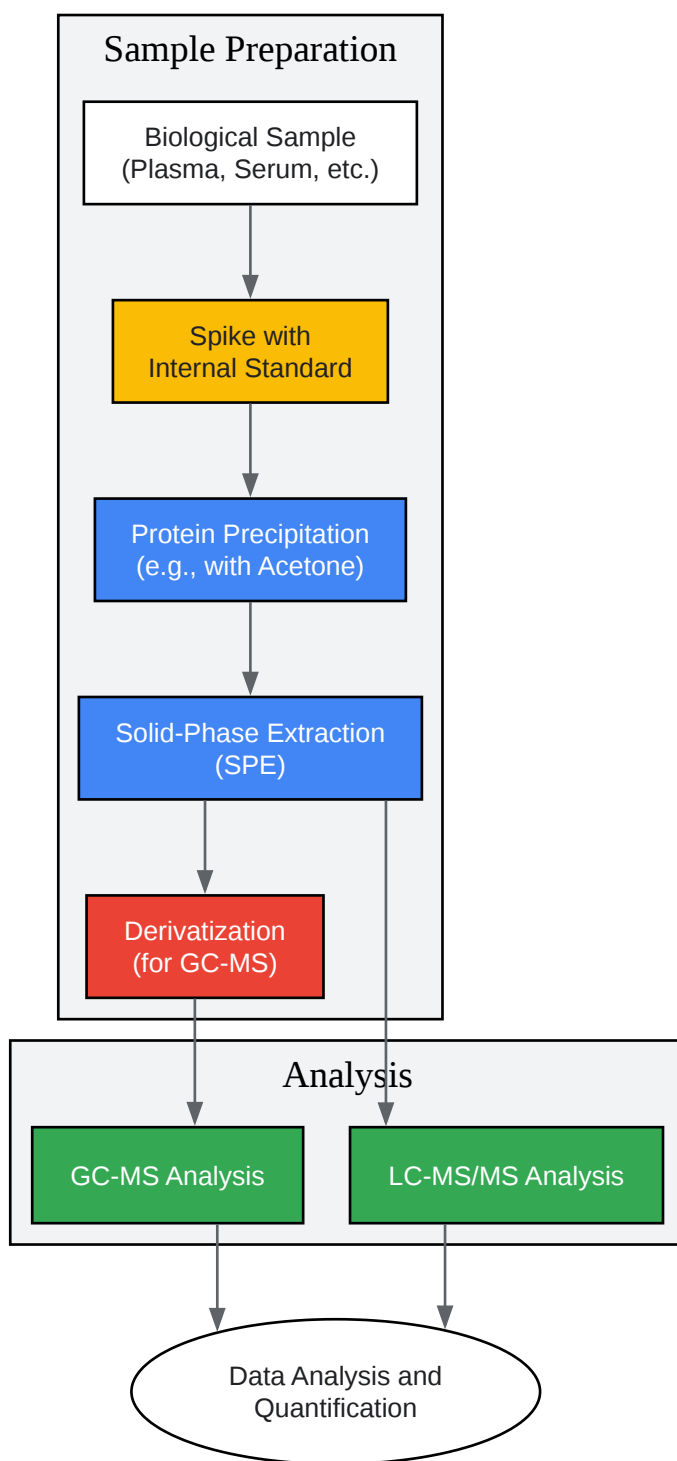 Sample Preparation
Biological Sample
(Plasma, Serum, etc.)
Spike with
Internal Standard
Protein Precipitation
(e.g., with Acetone)
Solid-Phase Extraction
(SPE)
Derivatization
(for GC-MS)
Analysis
GC-MS Analysis
LC-MS/MS Analysis
Data Analysis and
Quantification